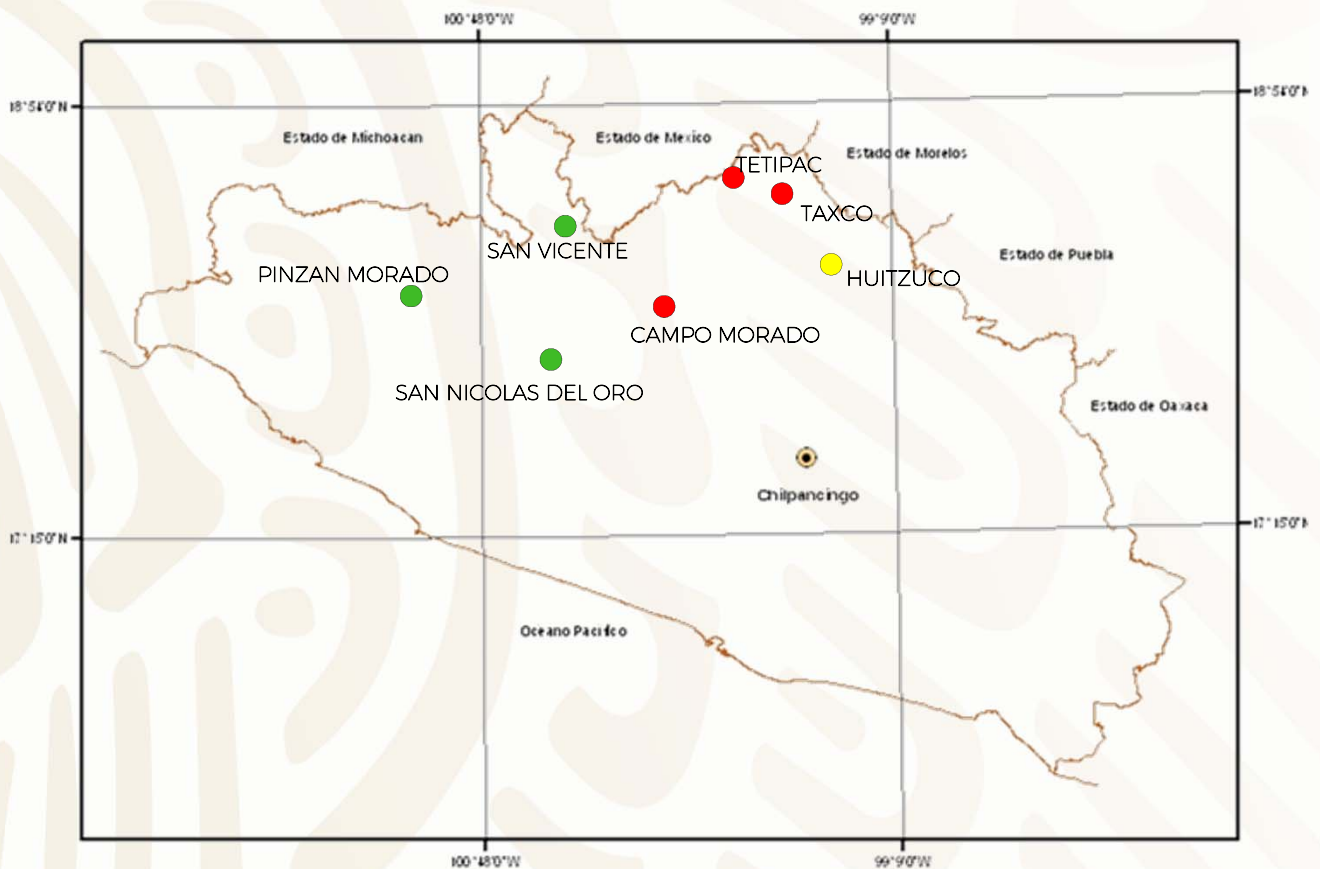 100°48'0"W
99°9'0"W
18°54'0"N
18°54'0"N
Estado de Michoacan
Estado de Mexico
Estado de Morelos
TETIPAC
TAXCO
SAN VICENTE
Estado de Puebla
PINZAN MORADO
HUITZUCO
CAMPO MORADO
SAN NICOLAS DEL ORO
Estado de Oaxaca
Chilpancingo
17°15'0"N
17°15'0"N
Oceano Pacifico
100°48'0"W
99°9'0"W